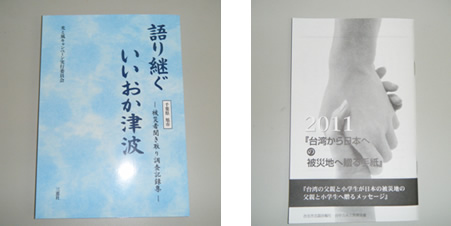 語り継ぐ
いいおか津波
―被災者聞き取り調査記録集―
2011
『台湾から日本へ
の
被災地へ贈る手紙』
『台湾の父親と小学生が日本の被災地の
父親と小学生へ贈るメッセージ』